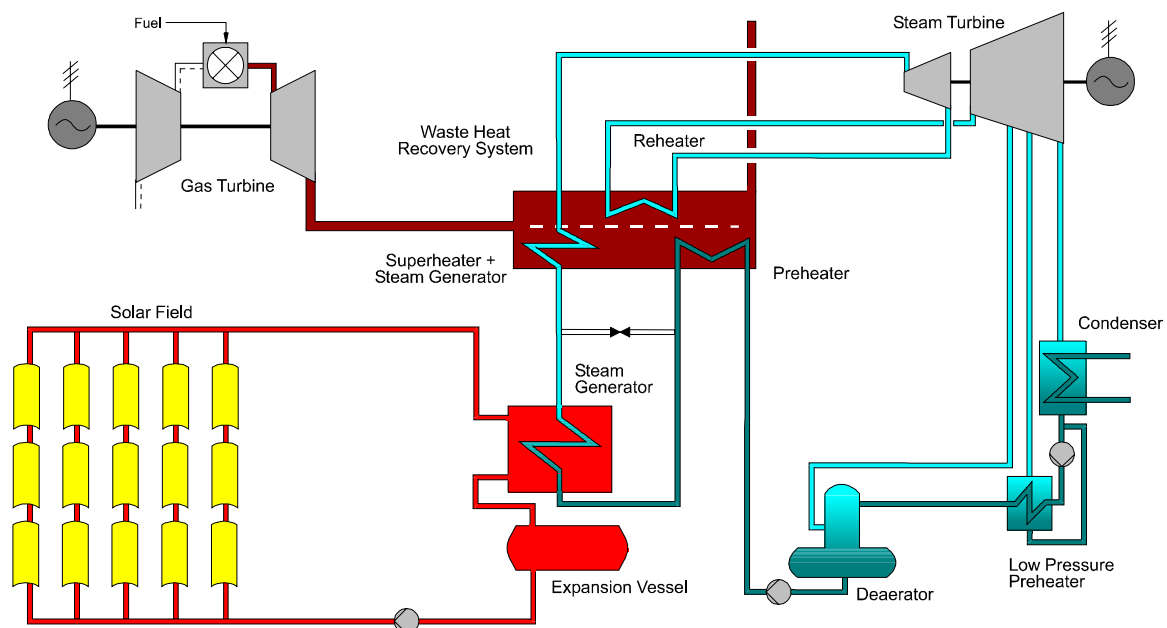 Fuel
Steam Turbine
Waste Heat
Recovery System
Reheater
Gas Turbine
Superheater +
Steam Generator
Preheater
Solar Field
Condenser
Steam
Generator
Expansion Vessel
Deaerator
Low Pressure
Preheater